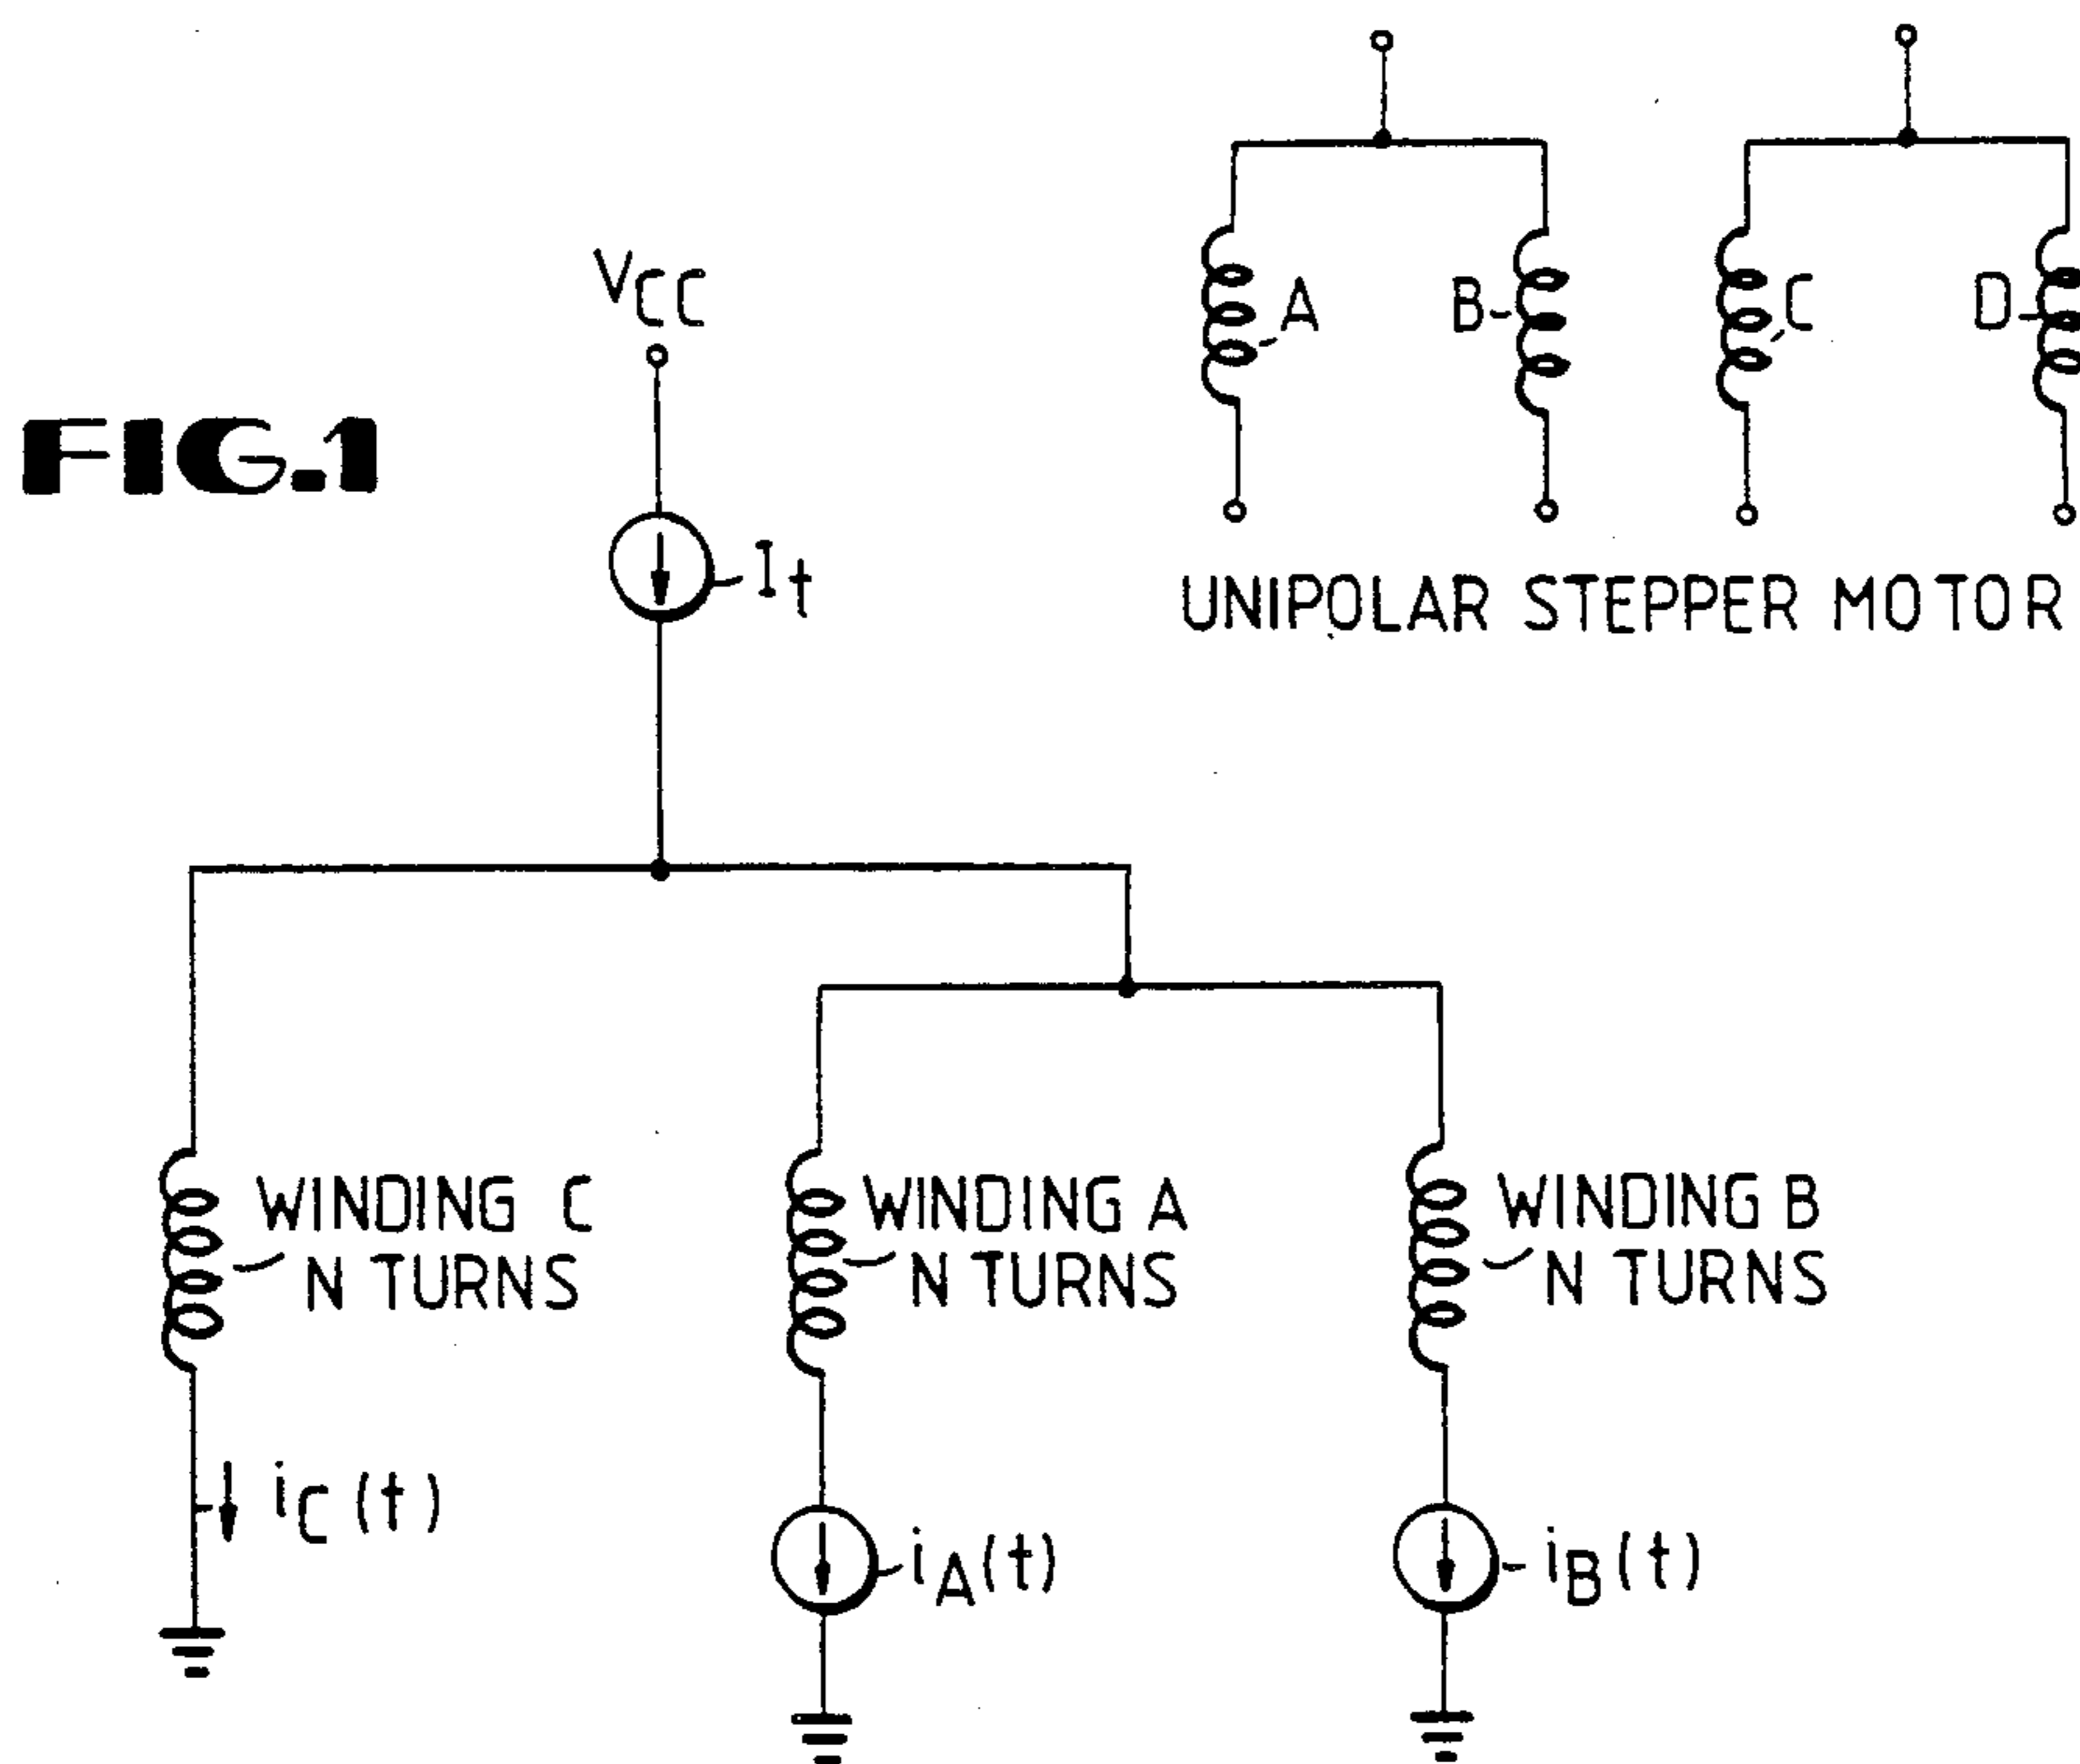 FIG.1
VCC
It
A
B
C
D
UNIPOLAR STEPPER MOTOR
WINDING C
N TURNS
WINDING A
N TURNS
WINDING B
N TURNS
iC(t)
iA(t)
iB(t)